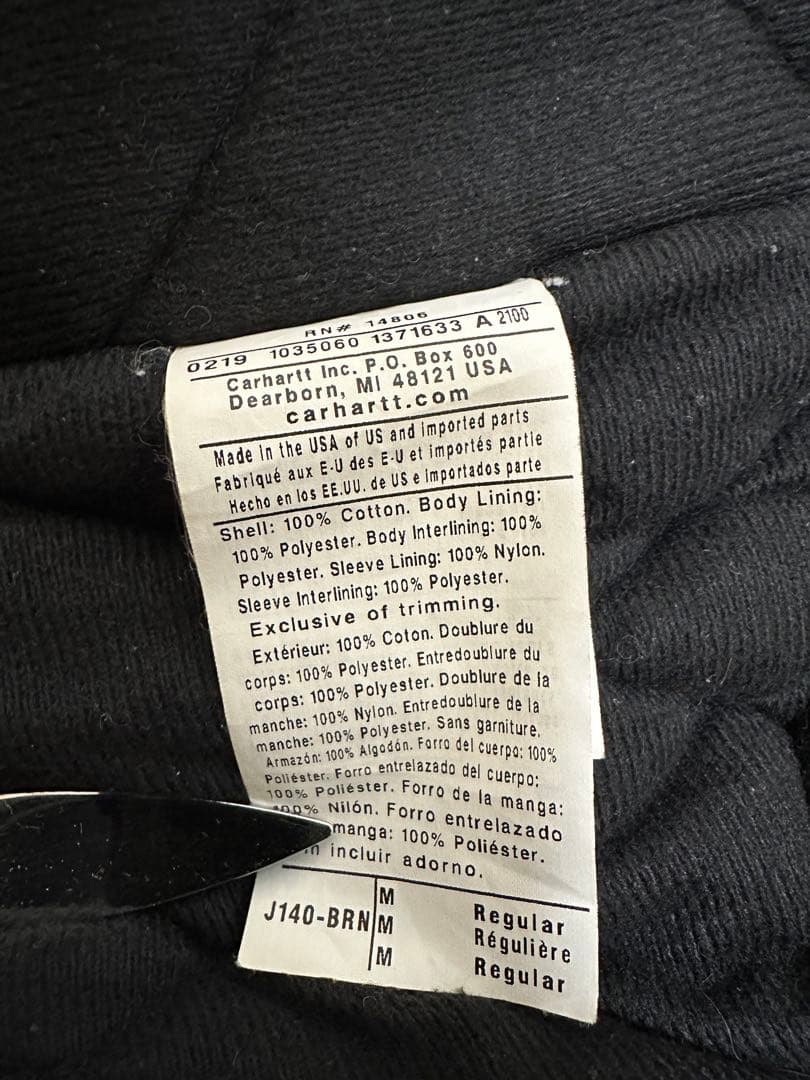 RN# 14806
0219 1035060 1371633 A 2100
Carhartt Inc. P.O. Box 600
Dearborn, MI 48121 USA
carhartt.com
Made in the USA of US and imported parts
Fabriqué aux E-U des E-U et importés partie
Hecho en los EE.UU. de US e importados parte
Shell: 100% Cotton. Body Lining:
100% Polyester. Body Interlining: 100%
Polyester. Sleeve Lining: 100% Nylon.
Sleeve Interlining: 100% Polyester.
Exclusive of trimming.
Extérieur: 100% Coton. Doublure du
corps: 100% Polyester. Entredoublure du
corps: 100% Polyester. Doublure de la
manche: 100% Nylon. Entredoublure de la
manche: 100% Polyester. Sans garniture.
Armazón: 100% Algodón. Forro del cuerpo: 100%
Poliéster. Forro entrelazado del cuerpo:
100% Poliéster. Forro de la manga:
100% Nilón. Forro entrelazado
manga: 100% Poliéster.
incluir adorno.
J140-BRN
M Regular
M Régulière
M Regular